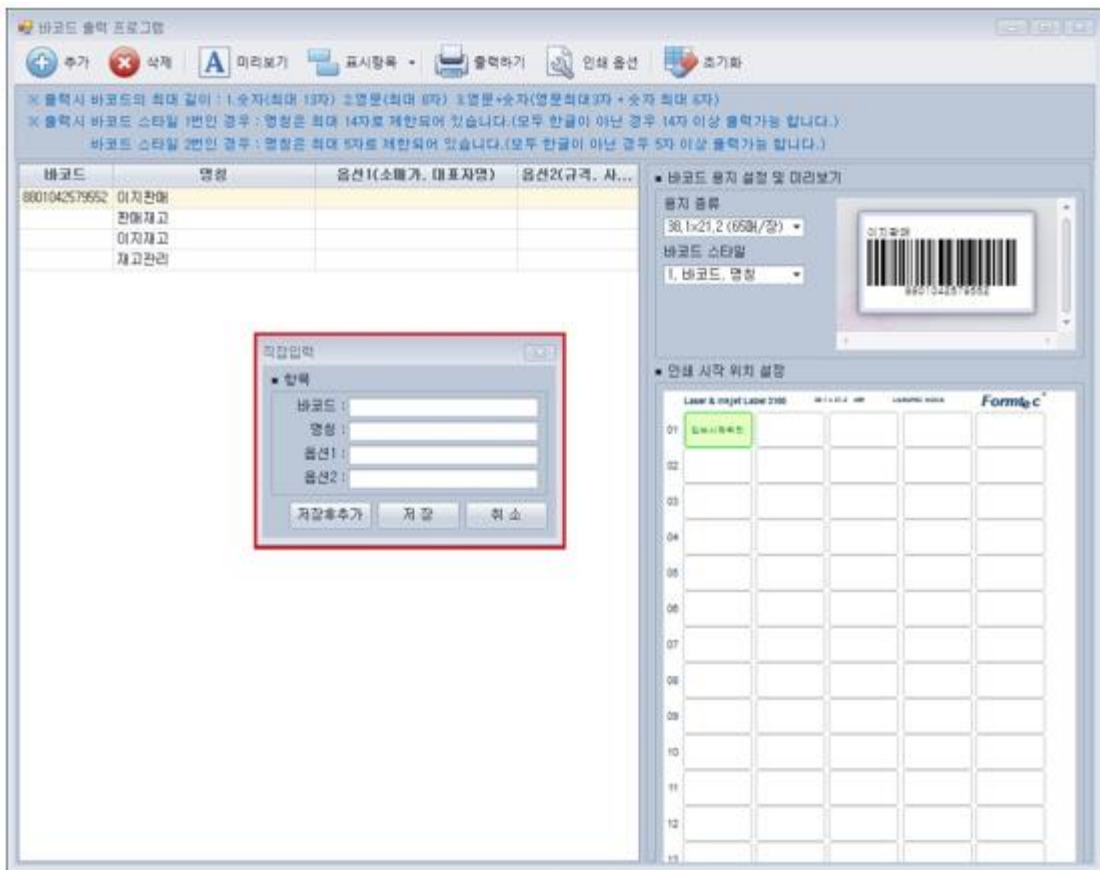 바코드 출력 프로그램
추가 삭제 미리보기 표시항목 출력하기 인쇄 옵션 초기화
※ 출력시 바코드의 최대 길이 : 1.숫자(최대 13자) 2.영문(최대 6자) 3.영문+숫자(영문최대3자 + 숫자 최대 6자)
※ 출력시 바코드 스타일 1번인 경우 : 명칭은 최대 14자로 제한되어 있습니다.(모두 한글이 아닌 경우 14자 이상 출력가능 합니다.)
바코드 스타일 2번인 경우 : 명칭은 최대 5자로 제한되어 있습니다.(모두 한글이 아닌 경우 5자 이상 출력가능 합니다.)
바코드 명칭 옵션1(소매가, 대표자명) 옵션2(규격, 사...
8801042579552 이지판매
판매재고
이지재고
재고관리
■ 바코드 용지 설정 및 미리보기
용지 종류
38,1×21,2 (65매/장)
바코드 스타일
1, 바코드, 명칭
이지판매
8801042579552
직접입력
■ 항목
바코드 :
명칭 :
옵션1 :
옵션2 :
저장후추가 저 장 취 소
■ 인쇄 시작 위치 설정
Laser & Inkjet Label 3100 Formtec
01
02
03
04
05
06
07
08
09
10
11
12
13